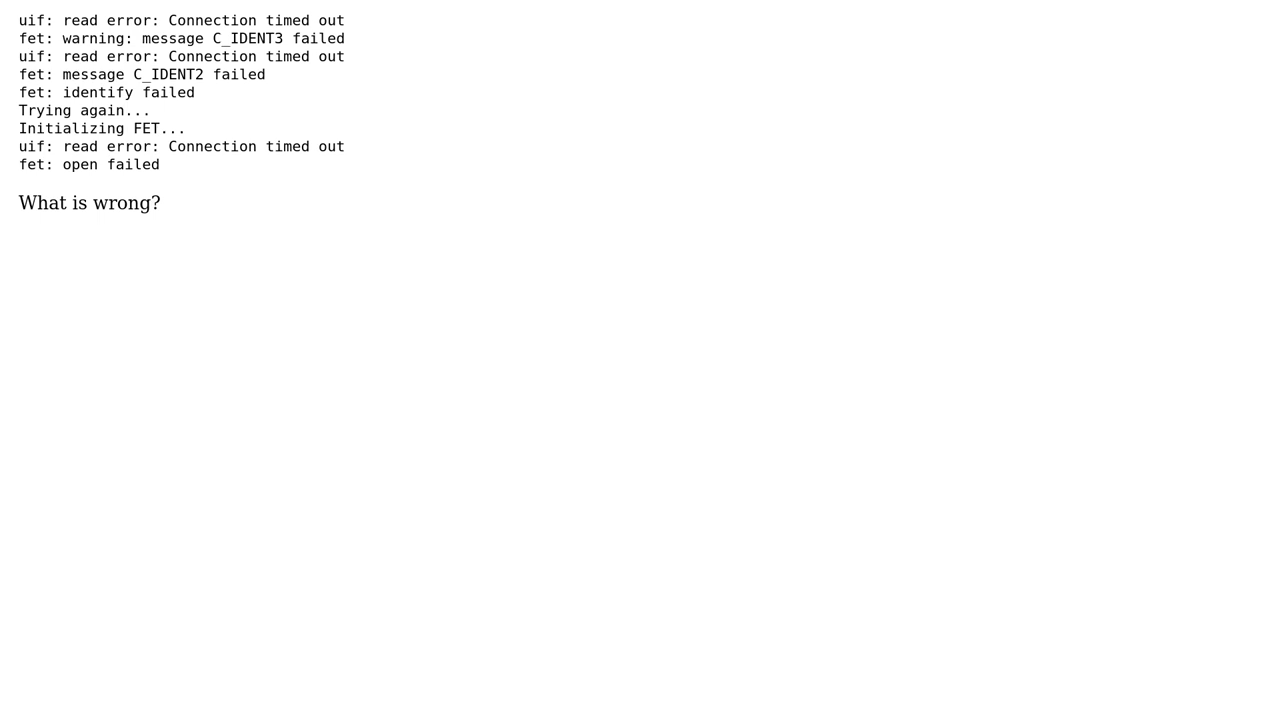 uif: read error: Connection timed out
fet: warning: message C_IDENT3 failed
uif: read error: Connection timed out
fet: message C_IDENT2 failed
fet: identify failed
Trying again...
Initializing FET...
uif: read error: Connection timed out
fet: open failed
What is wrong?